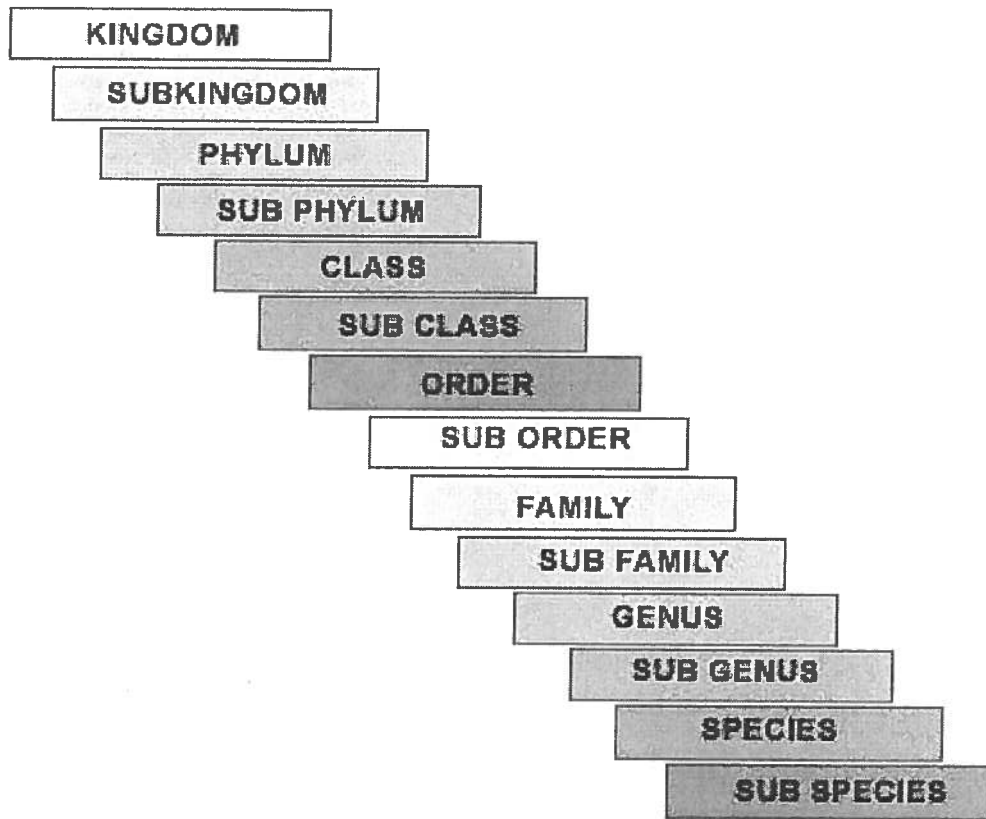 KINGDOM
SUBKINGDOM
PHYLUM
SUB PHYLUM
CLASS
SUB CLASS
ORDER
SUB ORDER
FAMILY
SUB FAMILY
GENUS
SUB GENUS
SPECIES
SUB SPECIES